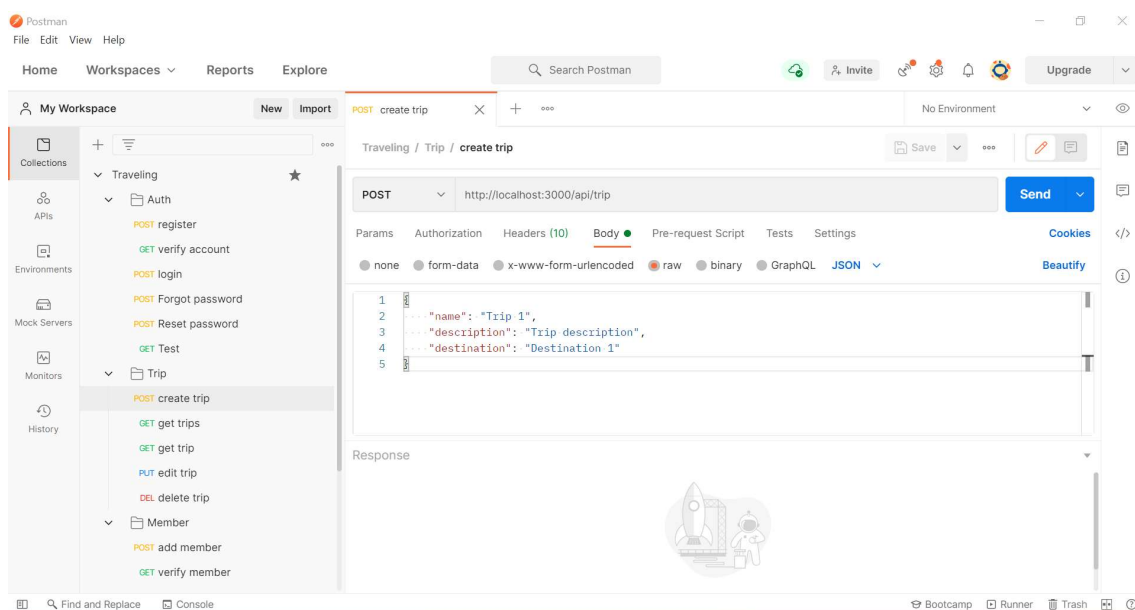 Postman
File Edit View Help
Home Workspaces Reports Explore Search Postman Invite Upgrade
My Workspace New Import POST create trip No Environment
Collections
APIs
Environments
Mock Servers
Monitors
History
Traveling
Auth
POST register
GET verify account
POST login
POST Forgot password
POST Reset password
GET Test
Trip
POST create trip
GET get trips
GET get trip
PUT edit trip
DEL delete trip
Member
POST add member
GET verify member
Traveling / Trip / create trip Save
POST http://localhost:3000/api/trip Send
Params Authorization Headers (10) Body Pre-request Script Tests Settings Cookies
none form-data x-www-form-urlencoded raw binary GraphQL JSON Beautify
1 {
2 "name": "Trip 1",
3 "description": "Trip description",
4 "destination": "Destination 1"
5 }
Response
Find and Replace Console Bootcamp Runner Trash